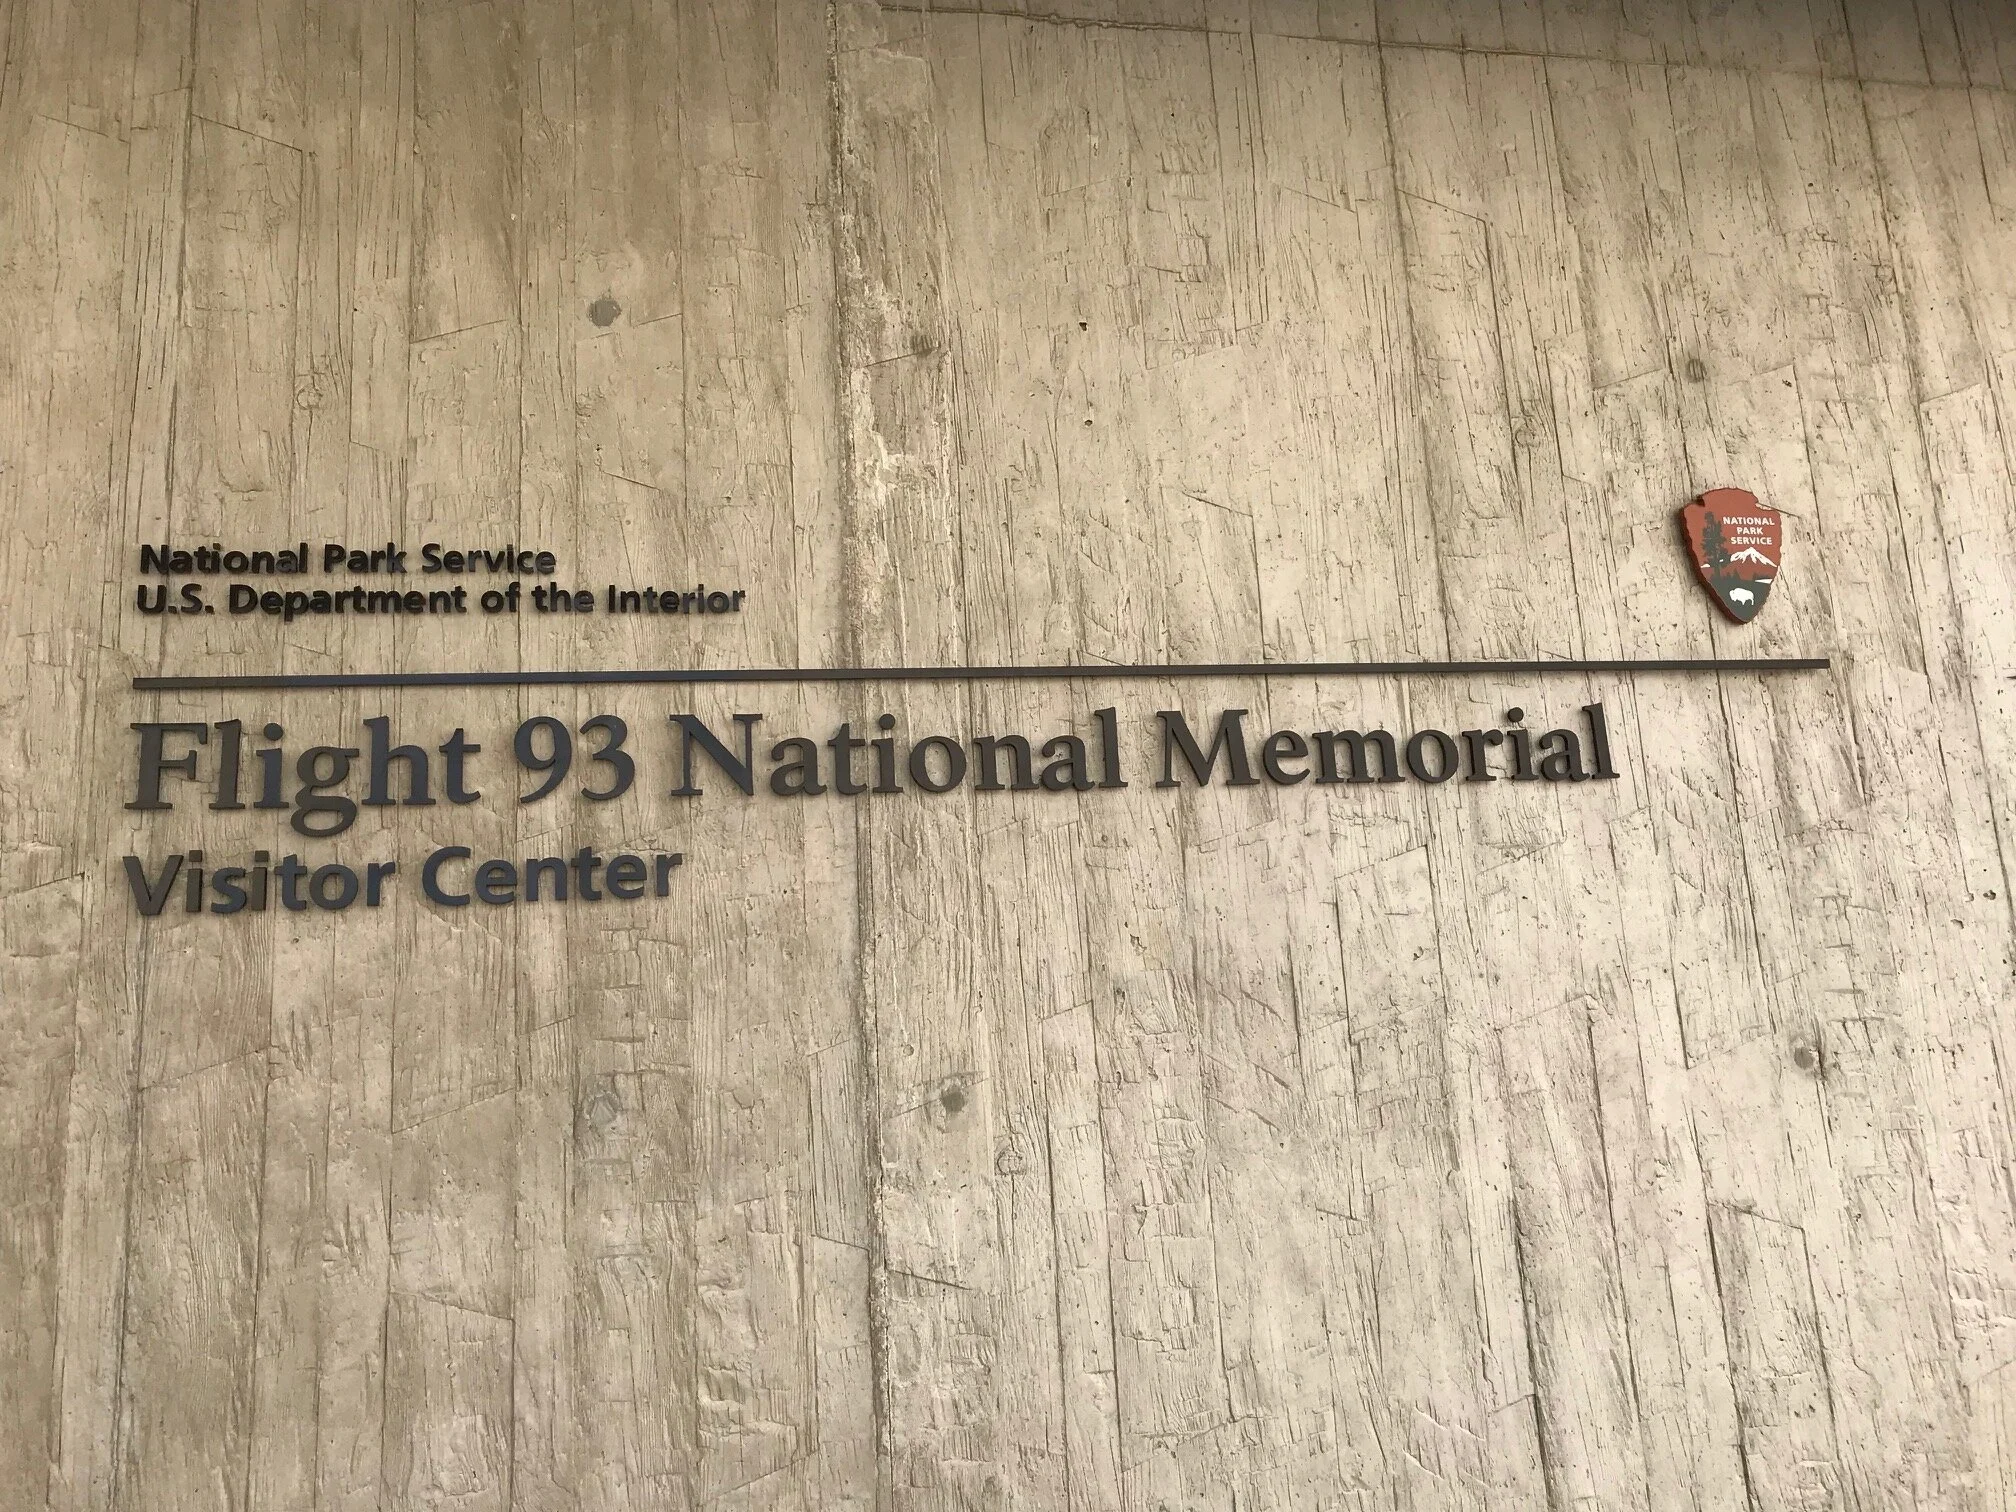 National Park Service
U.S. Department of the Interior
NATIONAL
PARK
SERVICE
Flight 93 National Memorial
Visitor Center